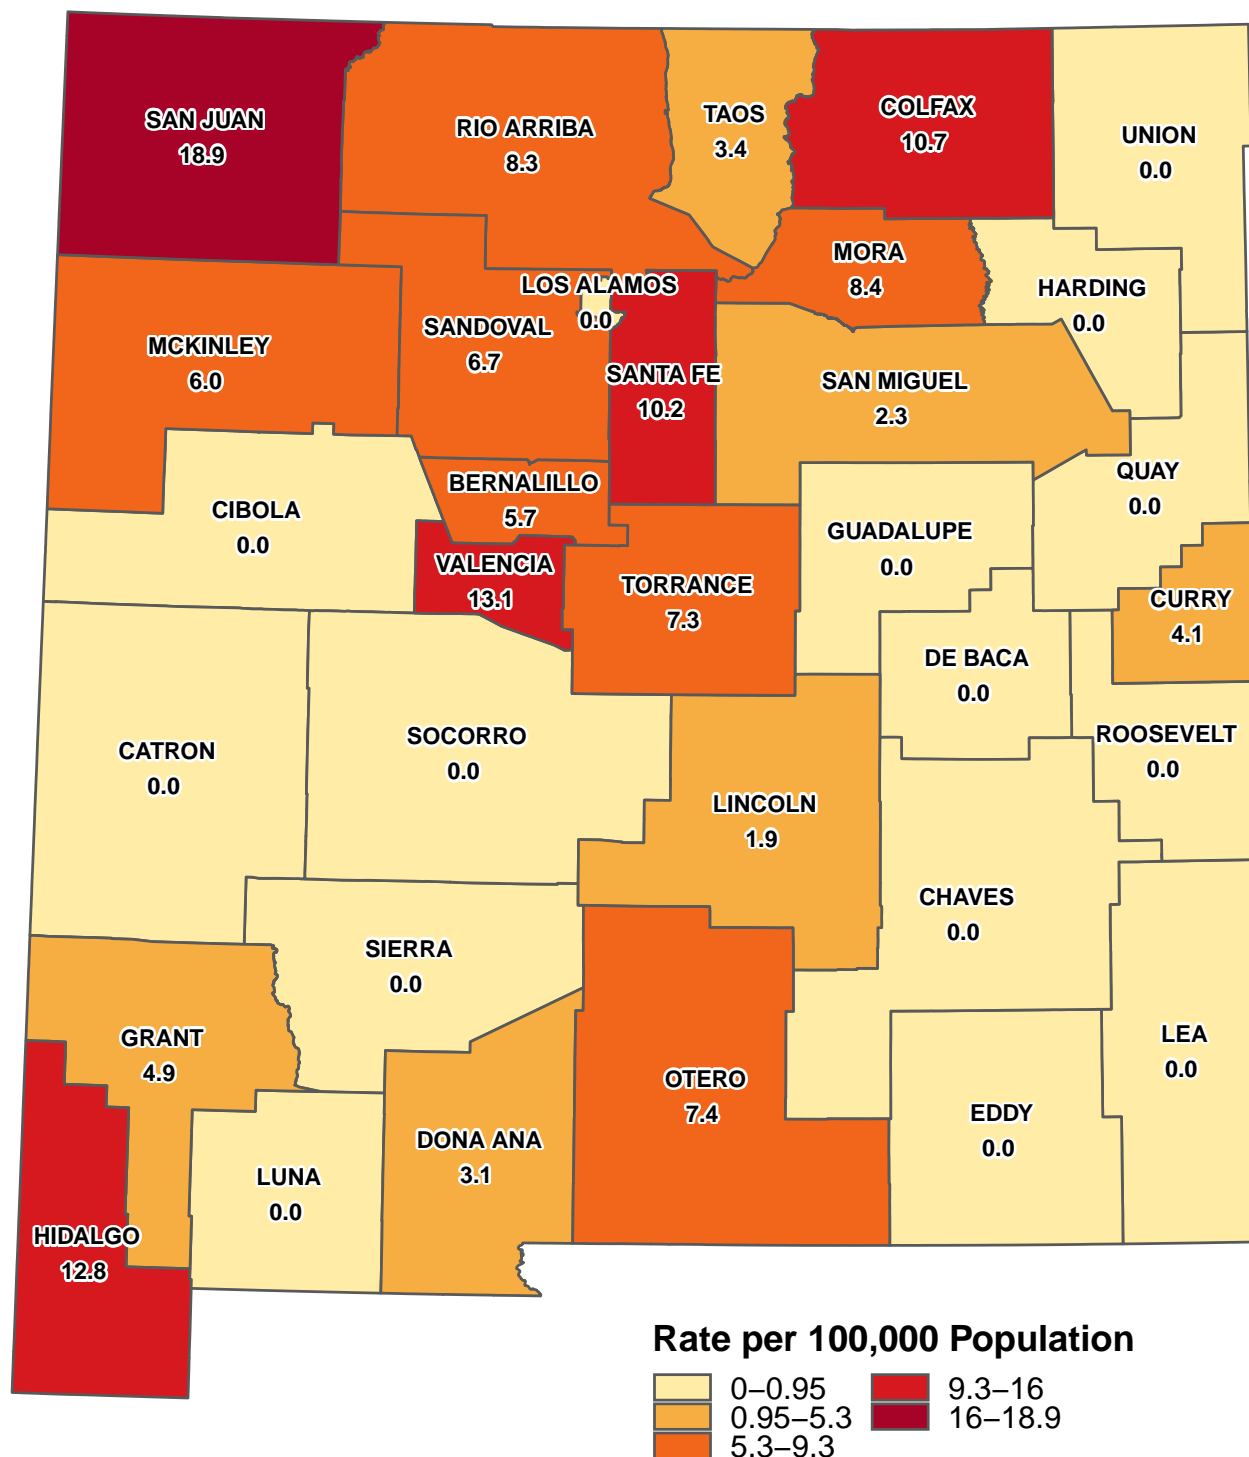 SAN JUAN
18.9
RIO ARRIBA
8.3
TAOS
3.4
COLFAX
10.7
UNION
0.0
MORA
8.4
HARDING
0.0
LOS ALAMOS
0.0
SANDOVAL
6.7
MCKINLEY
6.0
SANTA FE
10.2
SAN MIGUEL
2.3
QUAY
0.0
BERNALILLO
5.7
CIBOLA
0.0
GUADALUPE
0.0
VALENCIA
13.1
TORRANCE
7.3
CURRY
4.1
DE BACA
0.0
ROOSEVELT
0.0
CATRON
0.0
SOCORRO
0.0
LINCOLN
1.9
CHAVES
0.0
SIERRA
0.0
GRANT
4.9
LEA
0.0
OTERO
7.4
EDDY
0.0
DONA ANA
3.1
LUNA
0.0
HIDALGO
12.8
Rate per 100,000 Population
0–0.95
0.95–5.3
5.3–9.3
9.3–16
16–18.9